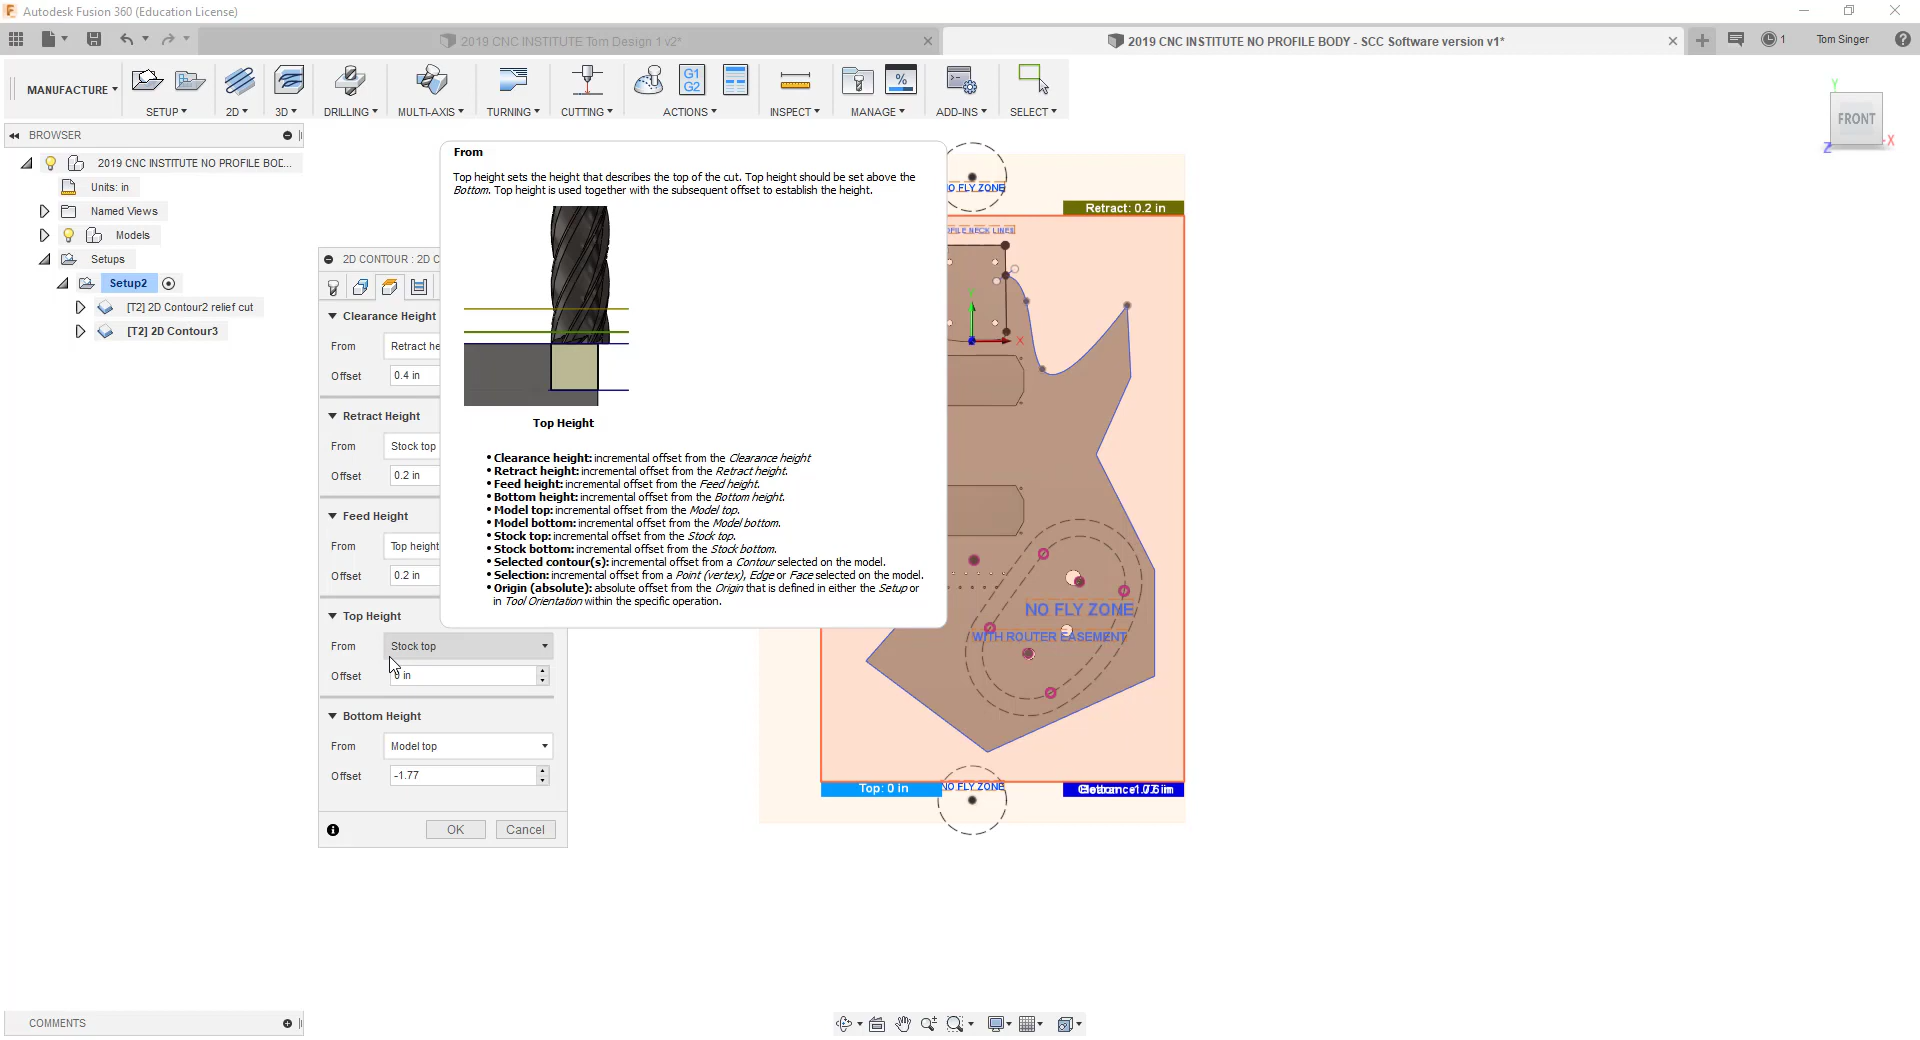 Autodesk Fusion 360 (Education License)
2019 CNC INSTITUTE Tom Design 1 v2*
2019 CNC INSTITUTE NO PROFILE BODY - SCC Software version v1*
1
Tom Singer
MANUFACTURE
SETUP
2D
3D
DRILLING
MULTI-AXIS
TURNING
CUTTING
G1
G2
ACTIONS
INSPECT
MANAGE
ADD-INS
SELECT
BROWSER
2019 CNC INSTITUTE NO PROFILE BOD...
Units: in
Named Views
Models
Setups
Setup2
[T2] 2D Contour2 relief cut
[T2] 2D Contour3
2D CONTOUR : 2D C
Clearance Height
From Retract he
Offset 0.4 in
Retract Height
From Stock top
Offset 0.2 in
Feed Height
From Top height
Offset 0.2 in
Top Height
From Stock top
Offset 0 in
Bottom Height
From Model top
Offset -1.77
OK
Cancel
From
Top height sets the height that describes the top of the cut. Top height should be set above the
Bottom. Top height is used together with the subsequent offset to establish the height.
Top Height
• Clearance height: incremental offset from the Clearance height
• Retract height: incremental offset from the Retract height.
• Feed height: incremental offset from the Feed height.
• Bottom height: incremental offset from the Bottom height.
• Model top: incremental offset from the Model top.
• Model bottom: incremental offset from the Model bottom.
• Stock top: incremental offset from the Stock top.
• Stock bottom: incremental offset from the Stock bottom.
• Selected contour(s): incremental offset from a Contour selected on the model.
• Selection: incremental offset from a Point (vertex), Edge or Face selected on the model.
• Origin (absolute): absolute offset from the Origin that is defined in either the Setup or
in Tool Orientation within the specific operation.
O FLY ZONE
Retract: 0.2 in
OFILE NECK LINES
X
NO FLY ZONE
WITH ROUTER EASEMENT
Top: 0 in
NO FLY ZONE
Y
FRONT
Z
X
COMMENTS